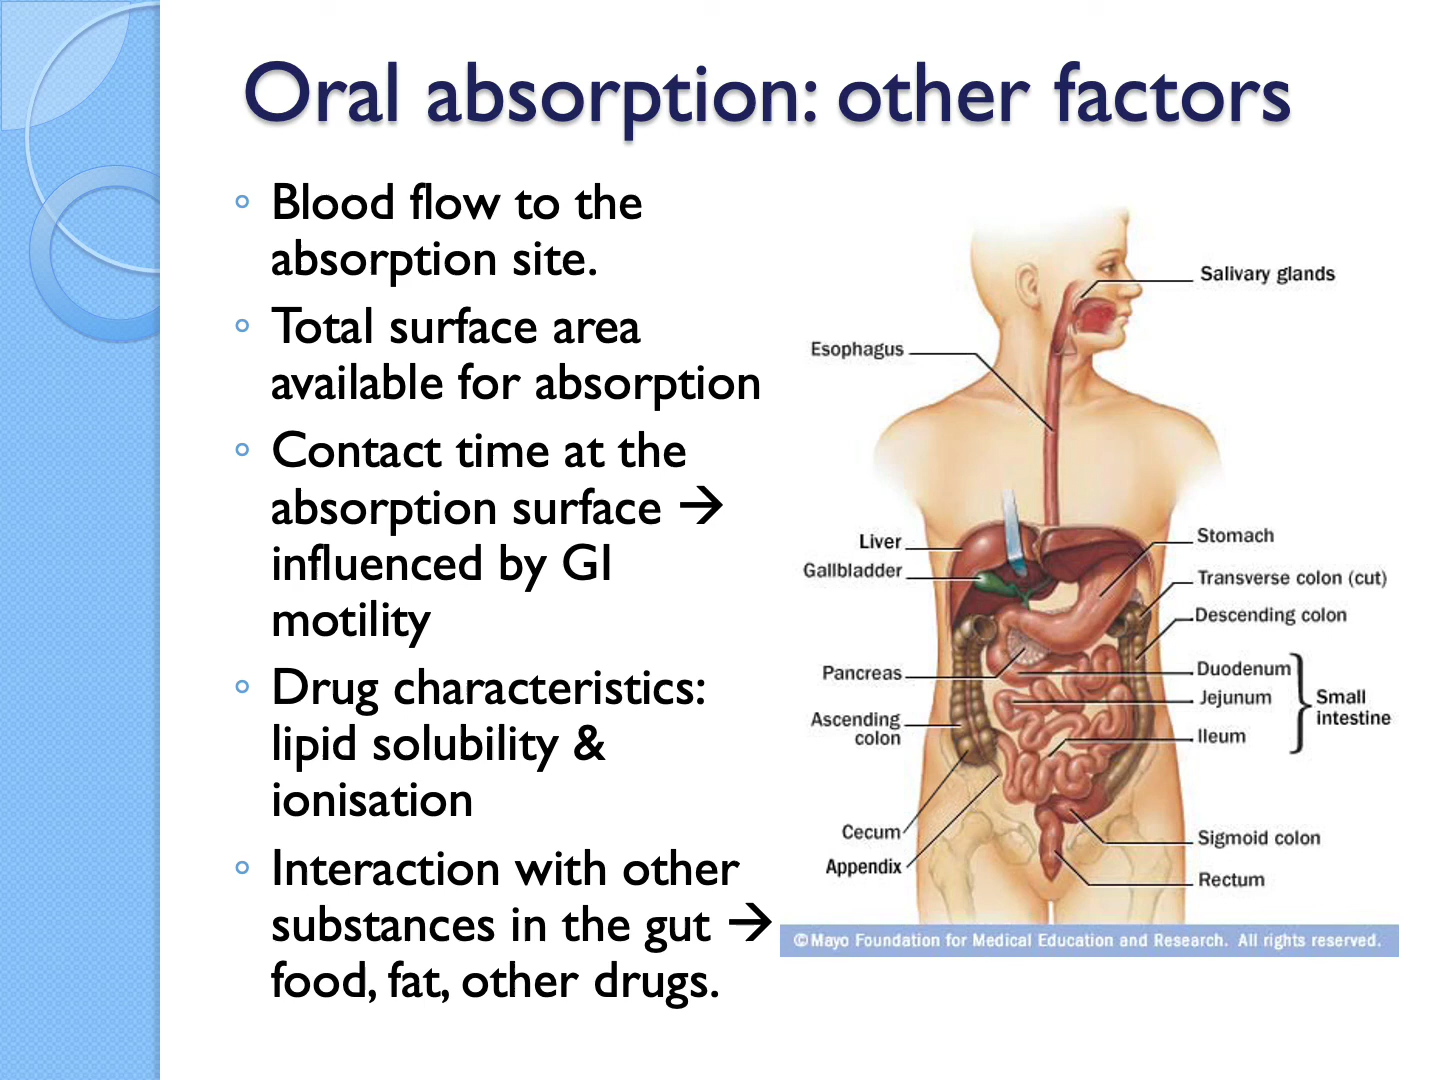 Oral absorption: other factors
◦ Blood flow to the
absorption site.
◦ Total surface area
available for absorption
◦ Contact time at the
absorption surface →
influenced by GI
motility
◦ Drug characteristics:
lipid solubility &
ionisation
◦ Interaction with other
substances in the gut →
food, fat, other drugs.
Salivary glands
Esophagus
Liver
Gallbladder
Stomach
Transverse colon (cut)
Descending colon
Pancreas
Duodenum
Jejunum
Small
intestine
Ascending
colon
Ileum
Cecum
Appendix
Sigmoid colon
Rectum
©Mayo Foundation for Medical Education and Research. All rights reserved.